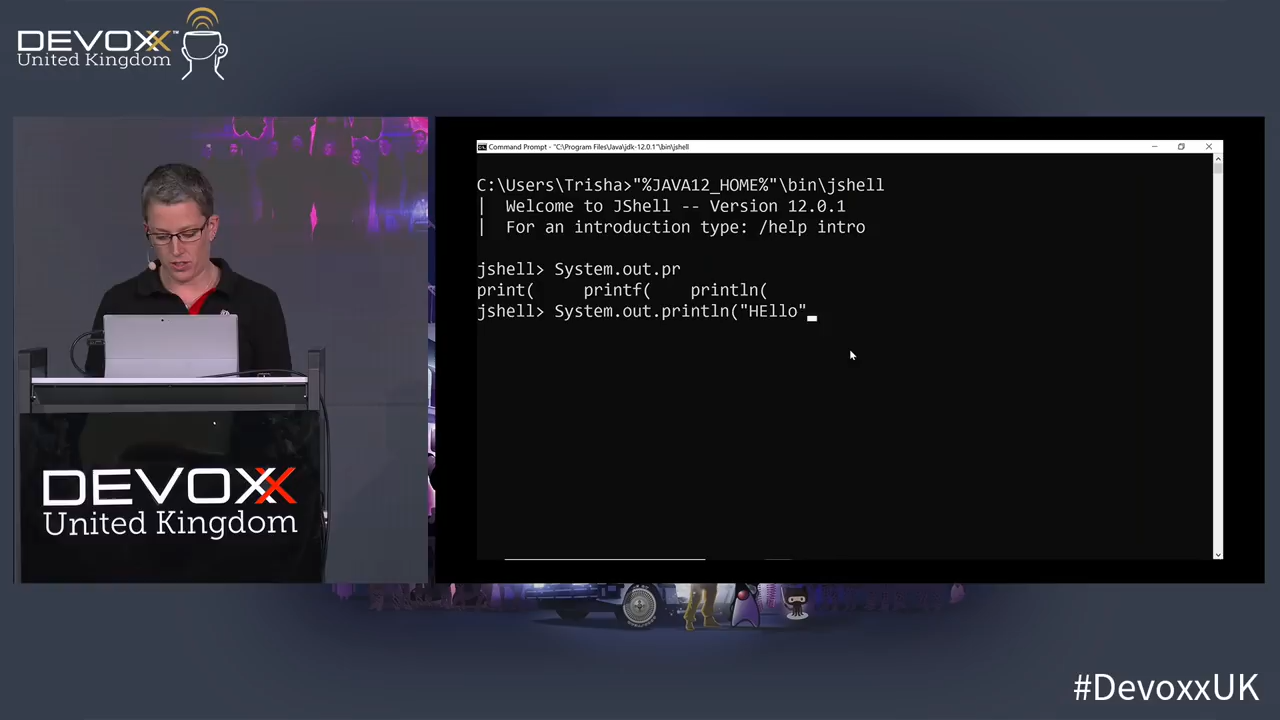 DEVOXX™
United Kingdom
Command Prompt - "C:\Program Files\Java\jdk-12.0.1"\bin\jshell
C:\Users\Trisha>"%JAVA12_HOME%"\bin\jshell
|  Welcome to JShell -- Version 12.0.1
|  For an introduction type: /help intro
jshell> System.out.pr
print(     printf(    println(
jshell> System.out.println("HEllo"_
DEVOXX
United Kingdom
#DevoxxUK